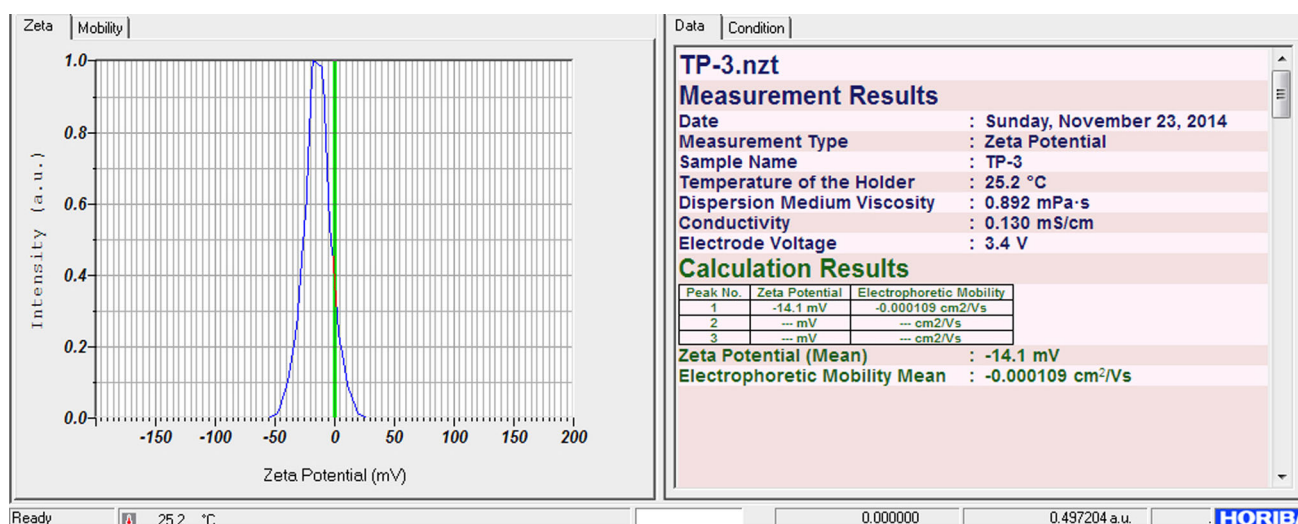 Zeta Mobility
1.0
0.8
0.6
0.4
0.2
0.0
Intensity (a.u.)
-150 -100 -50 0 50 100 150 200
Zeta Potential (mV)
Data Condition
TP-3.nzt
Measurement Results
Date : Sunday, November 23, 2014
Measurement Type : Zeta Potential
Sample Name : TP-3
Temperature of the Holder : 25.2 °C
Dispersion Medium Viscosity : 0.892 mPa·s
Conductivity : 0.130 mS/cm
Electrode Voltage : 3.4 V
Calculation Results
Peak No. Zeta Potential Electrophoretic Mobility
1 -14.1 mV -0.000109 cm2/Vs
2 --- mV --- cm2/Vs
3 --- mV --- cm2/Vs
Zeta Potential (Mean) : -14.1 mV
Electrophoretic Mobility Mean : -0.000109 cm²/Vs
Ready 25.2 °C 0.000000 0.497204 a.u. HORIB